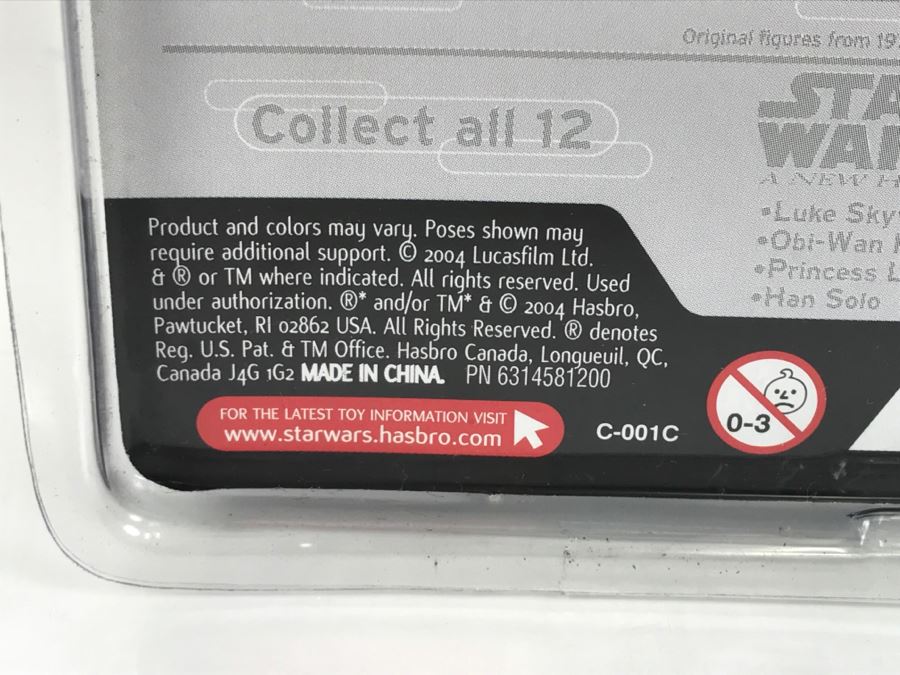 Original figures from
Collect all 12
STA
WAR
A NEW H
•Luke Sky
•Obi-Wan
•Princess L
•Han Solo
Product and colors may vary. Poses shown may
require additional support. © 2004 Lucasfilm Ltd.
& ® or TM where indicated. All rights reserved. Used
under authorization. ®* and/or TM* & © 2004 Hasbro,
Pawtucket, RI 02862 USA. All Rights Reserved. ® denotes
Reg. U.S. Pat. & TM Office. Hasbro Canada, Longueuil, QC,
Canada J4G 1G2 MADE IN CHINA. PN 6314581200
FOR THE LATEST TOY INFORMATION VISIT
www.starwars.hasbro.com
C-001C
0-3